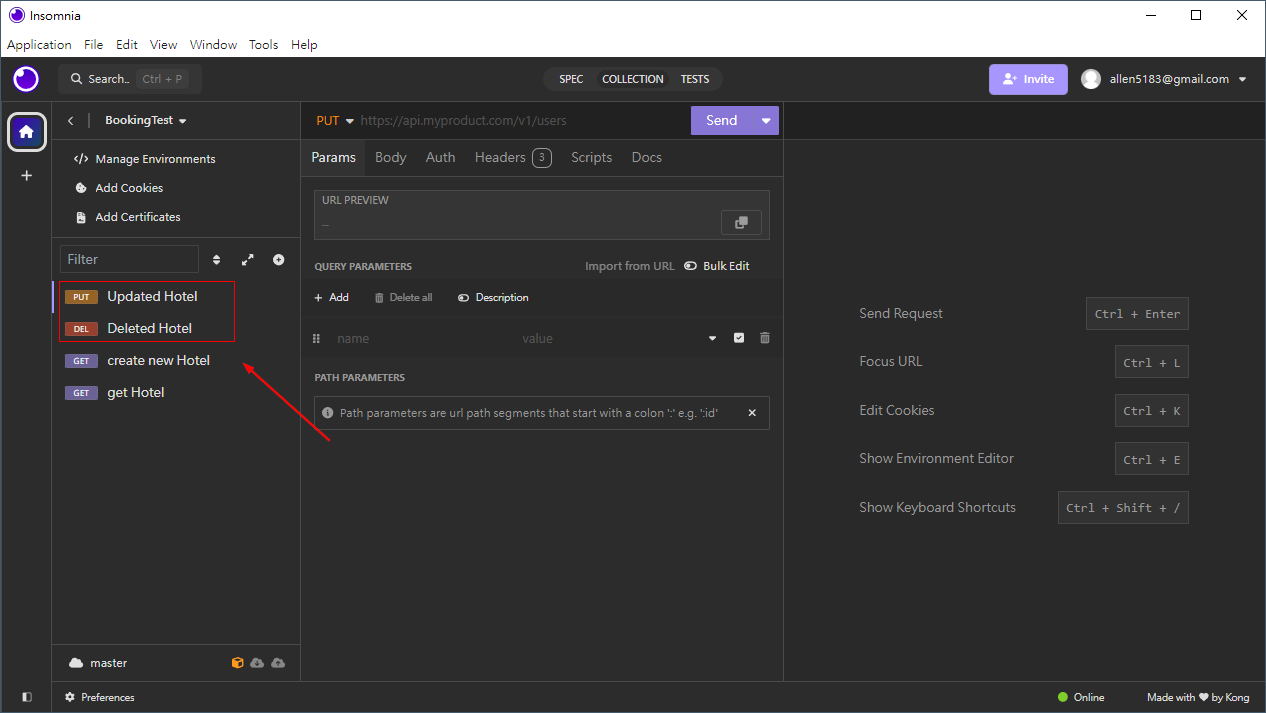 Insomnia
Application File Edit View Window Tools Help
Search.. Ctrl + P
SPEC COLLECTION TESTS
Invite
allen5183@gmail.com
BookingTest
PUT https://api.myproduct.com/v1/users
Send
Manage Environments
Add Cookies
Add Certificates
Filter
PUT Updated Hotel
DEL Deleted Hotel
GET create new Hotel
GET get Hotel
Params Body Auth Headers 3 Scripts Docs
URL PREVIEW
...
QUERY PARAMETERS
Import from URL Bulk Edit
+ Add Delete all Description
name value
PATH PARAMETERS
Path parameters are url path segments that start with a colon ':' e.g. ':id'
Send Request Ctrl + Enter
Focus URL Ctrl + L
Edit Cookies Ctrl + K
Show Environment Editor Ctrl + E
Show Keyboard Shortcuts Ctrl + Shift + /
master
Preferences
Online
Made with ♥ by Kong